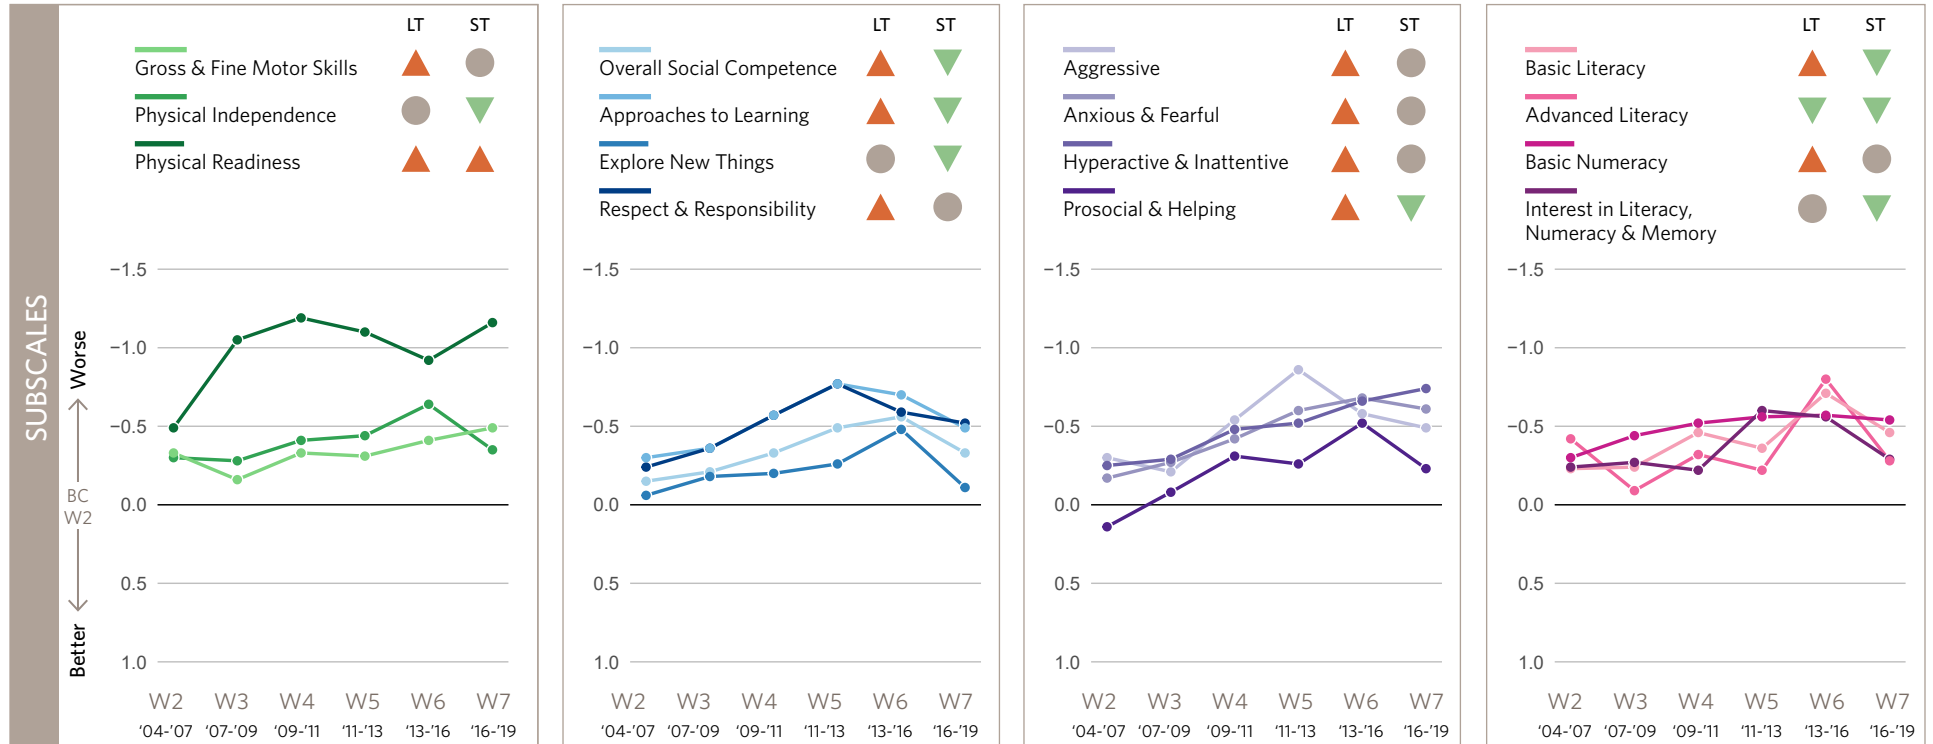 SUBSCALES
LT ST
Gross & Fine Motor Skills
Physical Independence
Physical Readiness
Worse
BC
W2
Better
−1.5
−1.0
−0.5
0.0
0.5
1.0
W2 W3 W4 W5 W6 W7
‘04-’07 ‘07-’09 ‘09-’11 ‘11-’13 ‘13-’16 ‘16-’19
LT ST
Overall Social Competence
Approaches to Learning
Explore New Things
Respect & Responsibility
−1.5
−1.0
−0.5
0.0
0.5
1.0
W2 W3 W4 W5 W6 W7
‘04-’07 ‘07-’09 ‘09-’11 ‘11-’13 ‘13-’16 ‘16-’19
LT ST
Aggressive
Anxious & Fearful
Hyperactive & Inattentive
Prosocial & Helping
−1.5
−1.0
−0.5
0.0
0.5
1.0
W2 W3 W4 W5 W6 W7
‘04-’07 ‘07-’09 ‘09-’11 ‘11-’13 ‘13-’16 ‘16-’19
LT ST
Basic Literacy
Advanced Literacy
Basic Numeracy
Interest in Literacy,
Numeracy & Memory
−1.5
−1.0
−0.5
0.0
0.5
1.0
W2 W3 W4 W5 W6 W7
‘04-’07 ‘07-’09 ‘09-’11 ‘11-’13 ‘13-’16 ‘16-’19